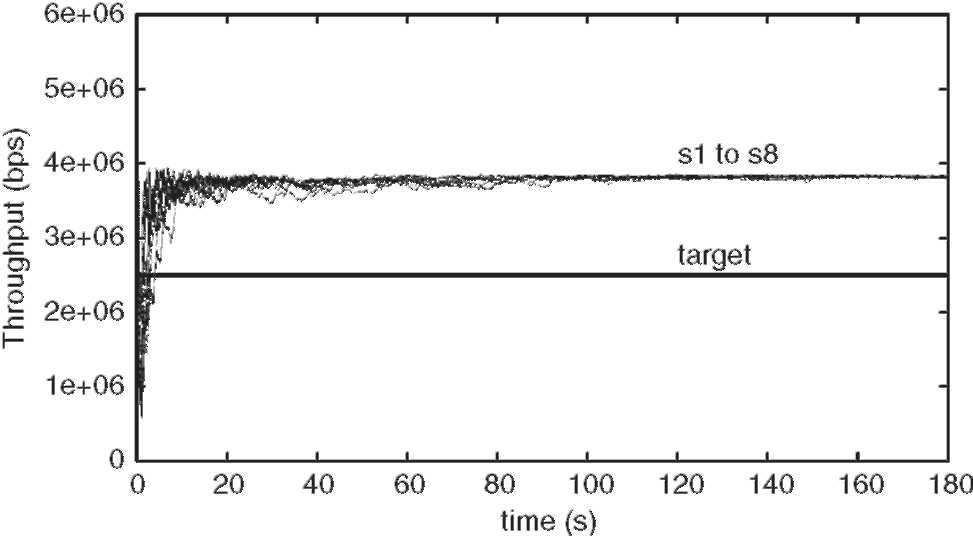 6e+06
5e+06
4e+06
3e+06
2e+06
1e+06
0
Throughput (bps)
s1 to s8
target
0 20 40 60 80 100 120 140 160 180
time (s)